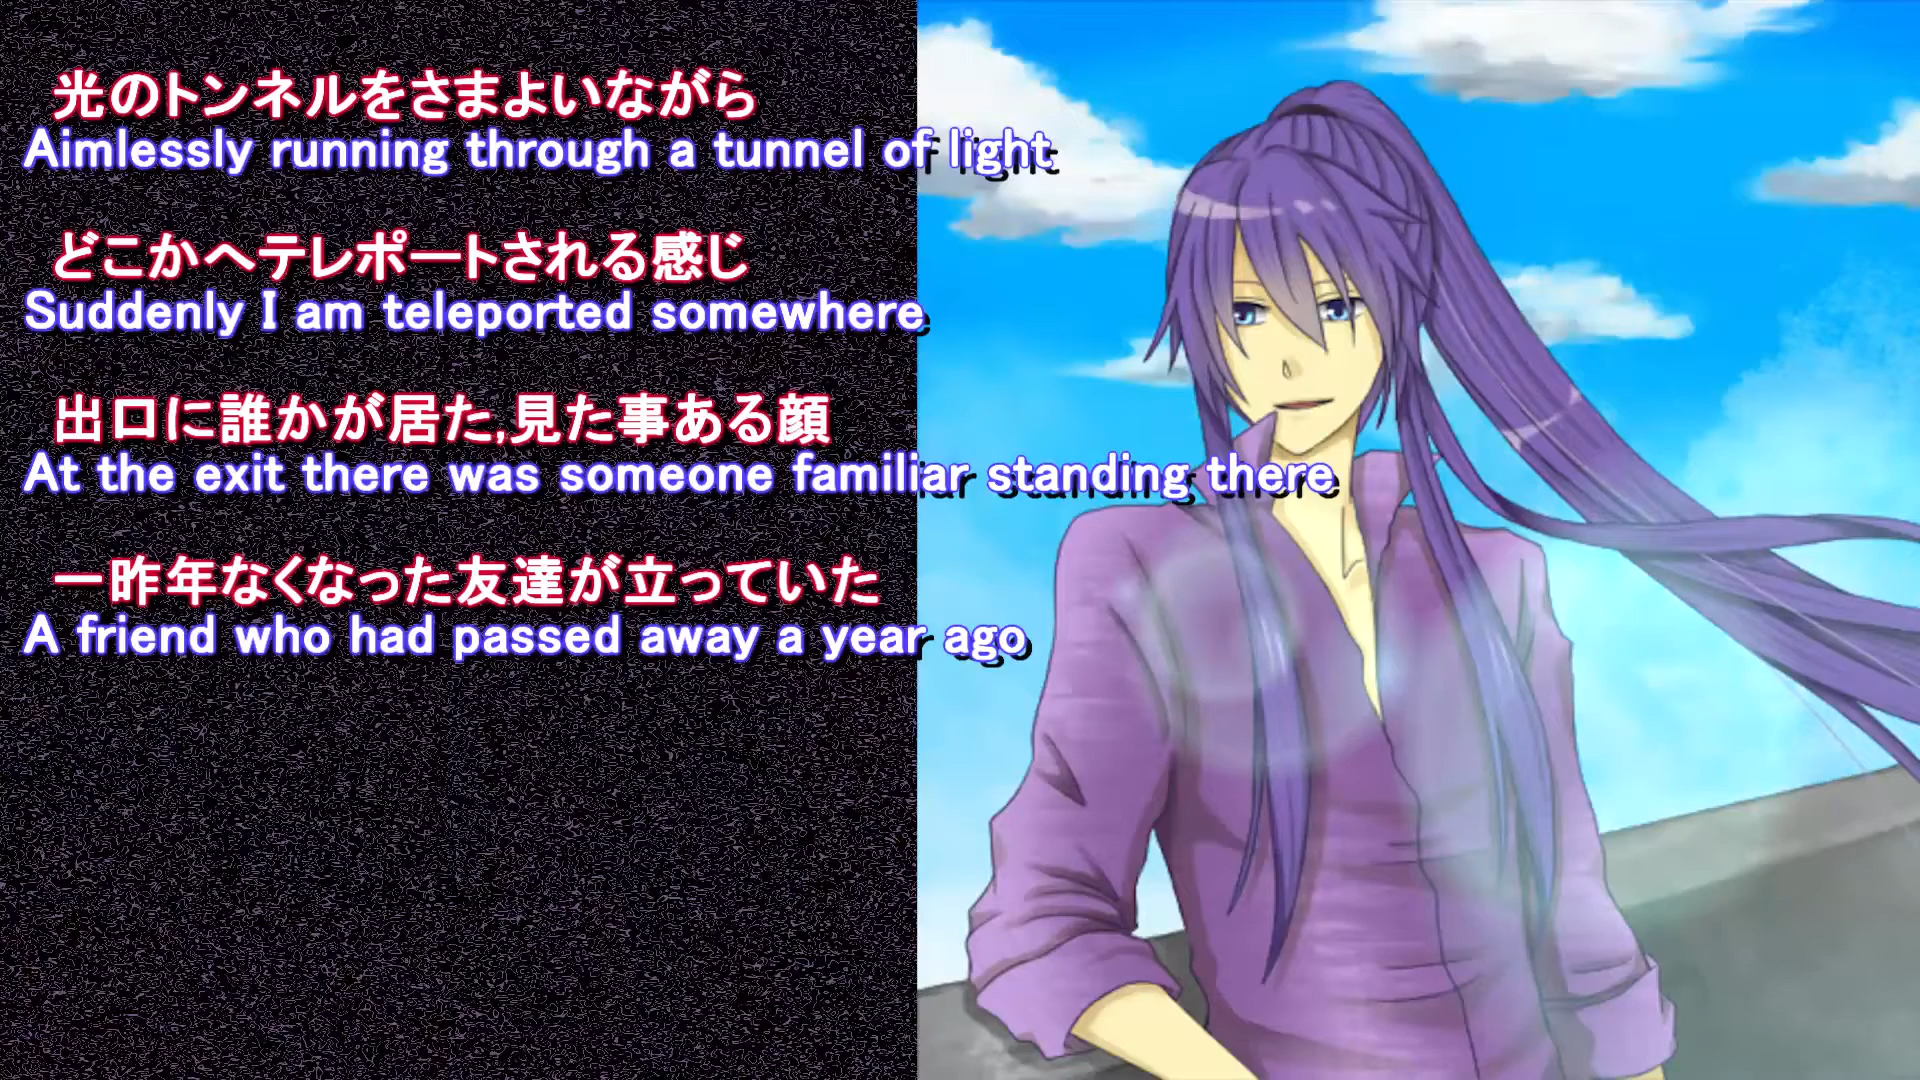 光のトンネルをさまよいながら
Aimlessly running through a tunnel of light
どこかへテレポートされる感じ
Suddenly I am teleported somewhere
出口に誰かが居た,見た事ある顔
At the exit there was someone familiar standing there
一昨年なくなった友達が立っていた
A friend who had passed away a year ago